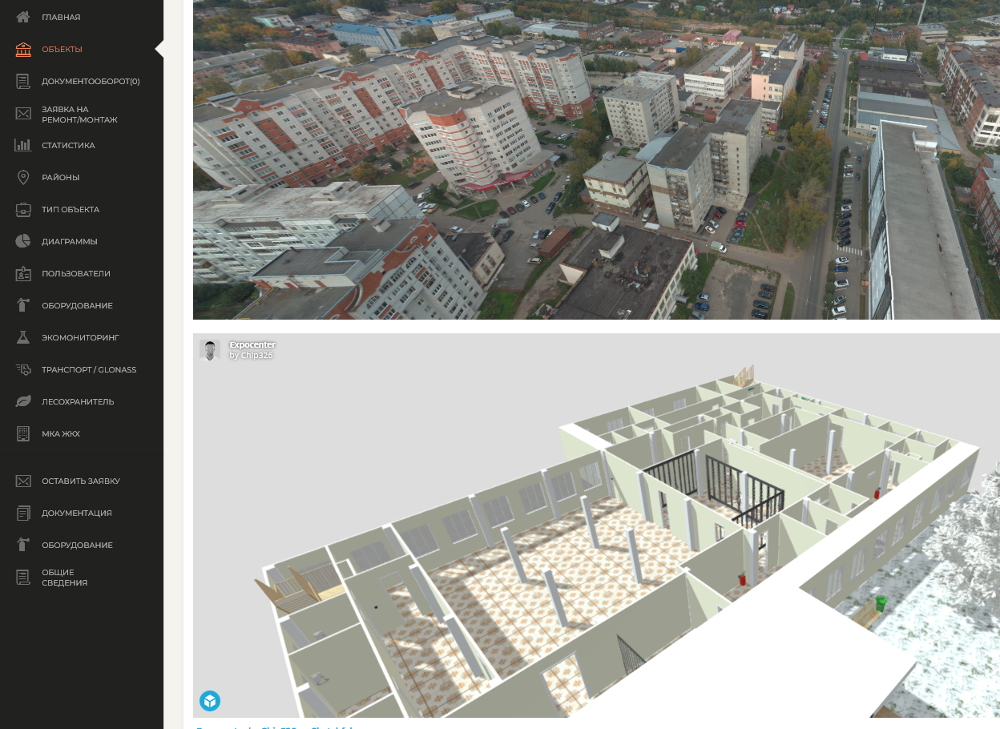 ГЛАВНАЯ
ОБЪЕКТЫ
ДОКУМЕНТООБОРОТ(0)
ЗАЯВКА НА
РЕМОНТ/МОНТАЖ
СТАТИСТИКА
РАЙОНЫ
ТИП ОБЪЕКТА
ДИАГРАММЫ
ПОЛЬЗОВАТЕЛИ
ОБОРУДОВАНИЕ
ЭКОМОНИТОРИНГ
ТРАНСПОРТ / GLONASS
ЛЕСОХРАНИТЕЛЬ
МКА ЖКХ
ОСТАВИТЬ ЗАЯВКУ
ДОКУМЕНТАЦИЯ
ОБОРУДОВАНИЕ
ОБЩИЕ
СВЕДЕНИЯ
Expocenter
by Chip326